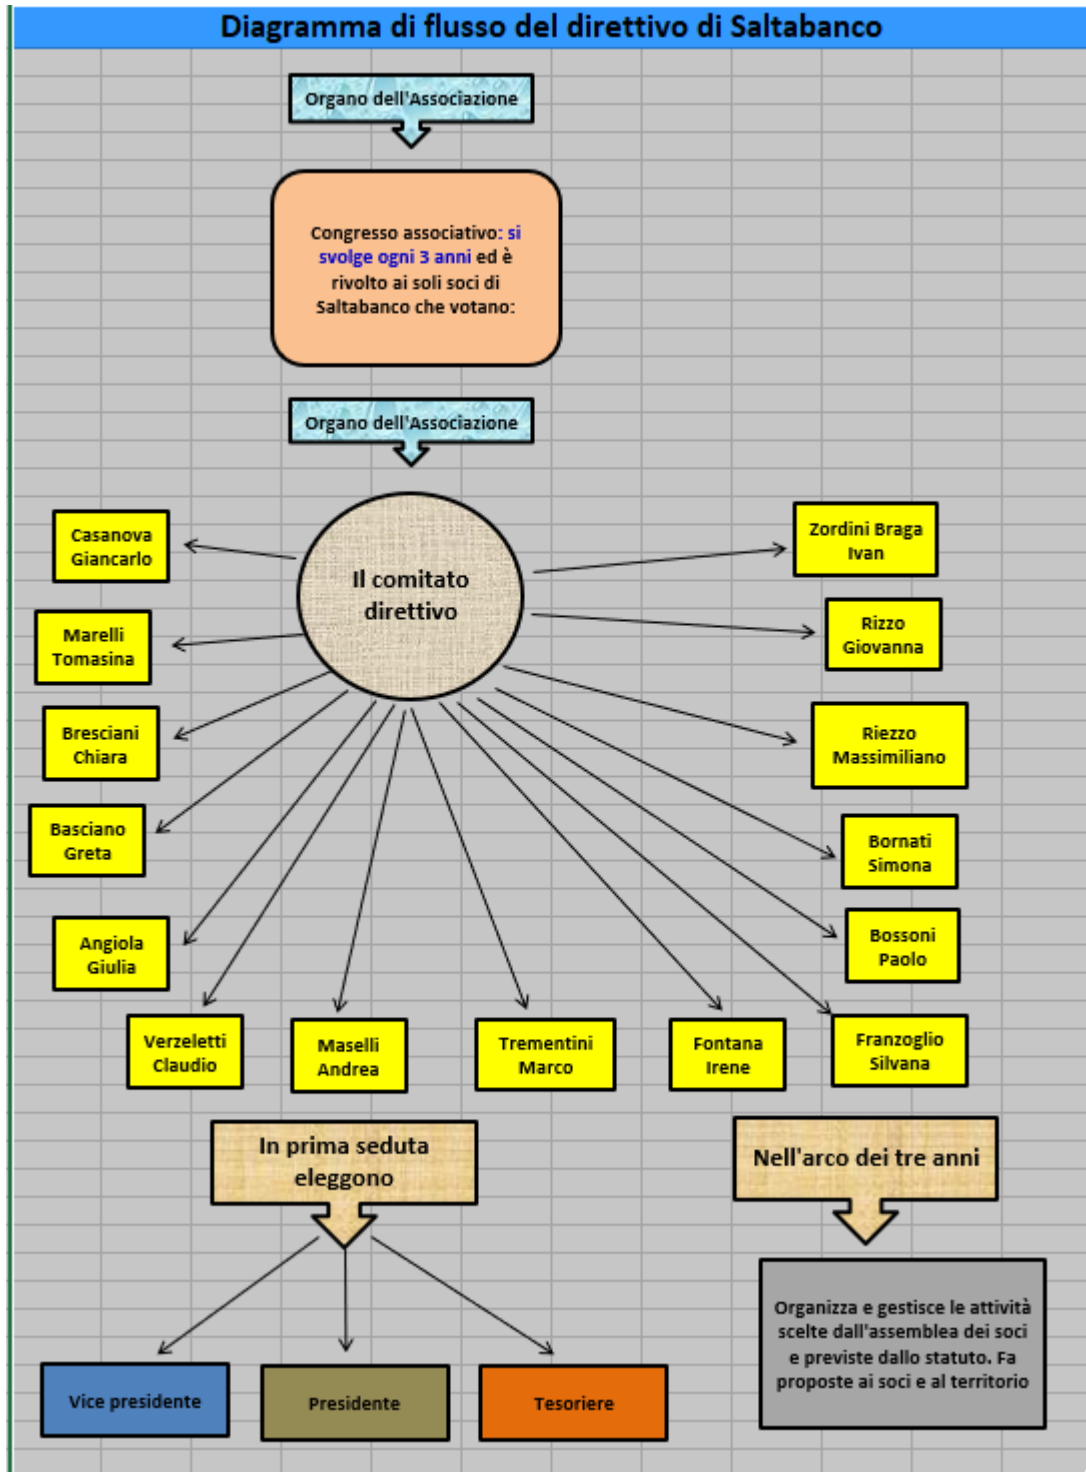 Diagramma di flusso del direttivo di Saltabanco
Organo dell'Associazione
Congresso associativo: si
svolge ogni 3 anni ed è
rivolto ai soli soci di
Saltabanco che votano:
Organo dell'Associazione
Il comitato
direttivo
Casanova
Giancarlo
Marelli
Tomasina
Bresciani
Chiara
Basciano
Greta
Angiola
Giulia
Verzeletti
Claudio
Maselli
Andrea
Trementini
Marco
Fontana
Irene
Franzoglio
Silvana
Bossoni
Paolo
Bornati
Simona
Riezzo
Massimiliano
Rizzo
Giovanna
Zordini Braga
Ivan
In prima seduta
eleggono
Vice presidente
Presidente
Tesoriere
Nell'arco dei tre anni
Organizza e gestisce le attività
scelte dall'assemblea dei soci
e previste dallo statuto. Fa
proposte ai soci e al territorio